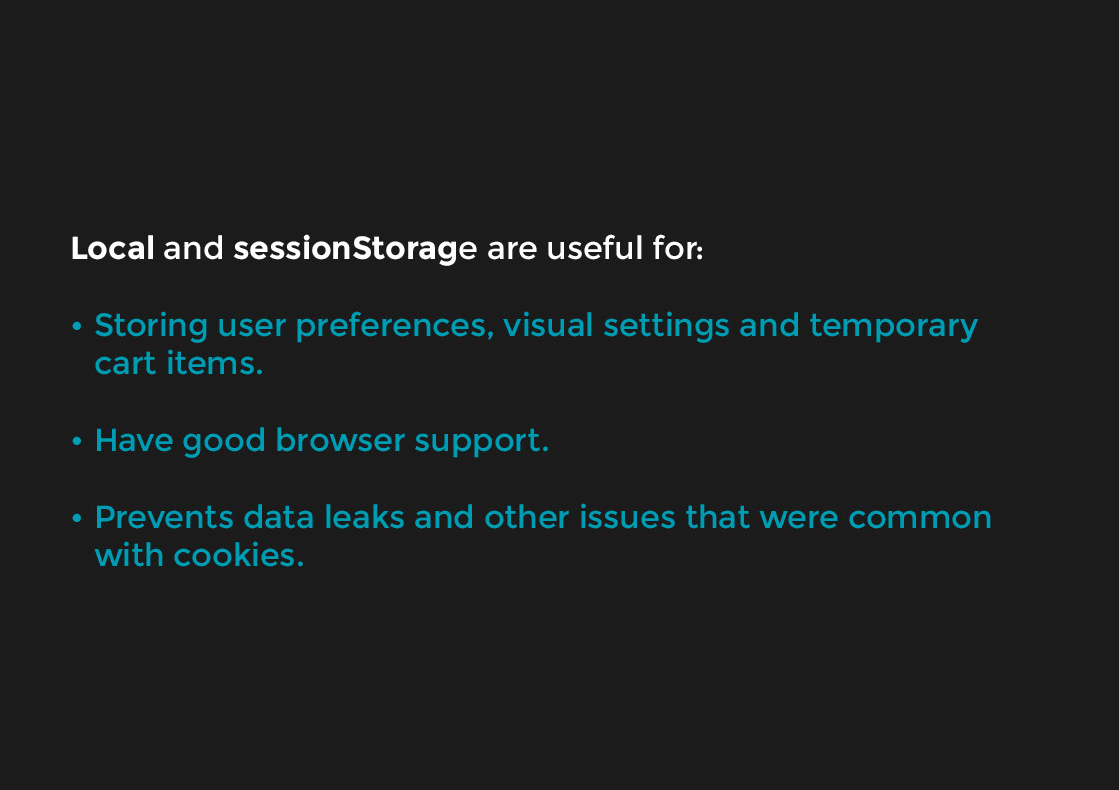 Local and sessionStorage are useful for:
• Storing user preferences, visual settings and temporary
cart items.
• Have good browser support.
• Prevents data leaks and other issues that were common
with cookies.